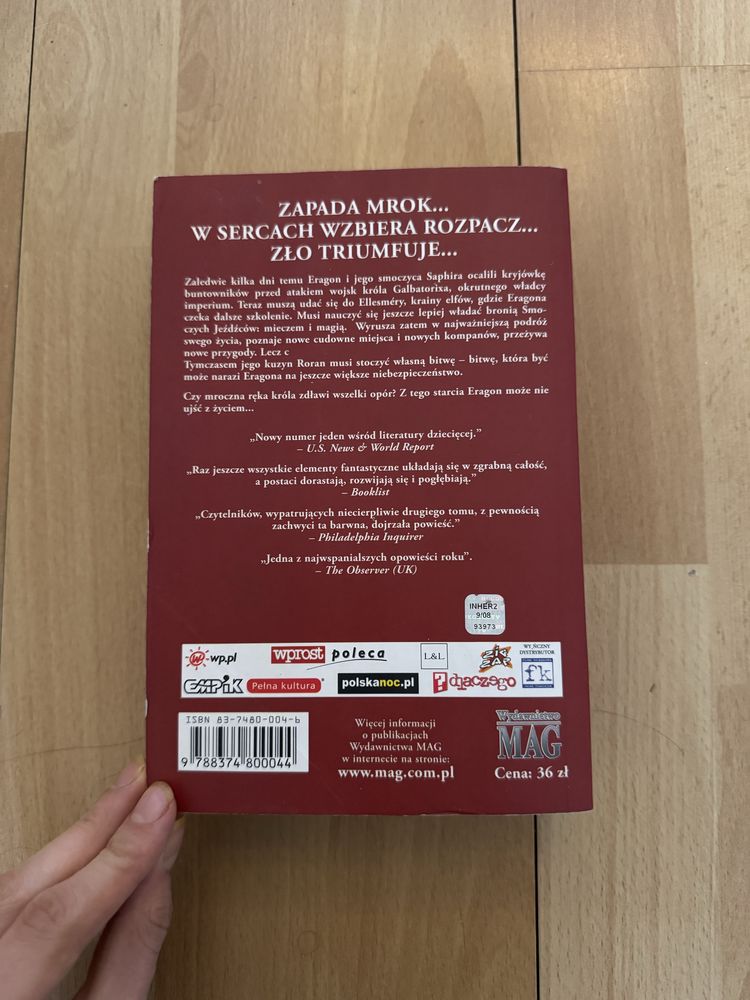 ZAPADA MROK...
W SERCACH WZBIERA ROZPACZ...
ZŁO TRIUMFUJE...
Zaledwie kilka dni temu Eragon i jego smoczyca Saphira ocalili kryjówkę
buntowników przed atakiem wojsk króla Galbatorixa, okrutnego władcy
imperium. Teraz muszą udać się do Ellesméry, krainy elfów, gdzie Eragona
czeka dalsze szkolenie. Musi nauczyć się jeszcze lepiej władać bronią Smo-
czych Jeźdźców: mieczem i magią. Wyrusza zatem w najważniejszą podróż
swego życia, poznaje nowe cudowne miejsca i nowych kompanów, przeżywa
nowe przygody. Lecz c
Tymczasem jego kuzyn Roran musi stoczyć własną bitwę – bitwę, która być
może narazi Eragona na jeszcze większe niebezpieczeństwo.
Czy mroczna ręka króla zdławi wszelki opór? Z tego starcia Eragon może nie
ujść z życiem...
„Nowy numer jeden wśród literatury dziecięcej.”
– U.S. News & World Report
„Raz jeszcze wszystkie elementy fantastyczne układają się w zgrabną całość,
a postaci dorastają, rozwijają się i pogłębiają.”
– Booklist
„Czytelników, wypatrujących niecierpliwie drugiego tomu, z pewnością
zachwyci ta barwna, dojrzała powieść.”
– Philadelphia Inquirer
„Jedna z najwspanialszych opowieści roku”.
– The Observer (UK)
INHER2
9/08
93973
wp.pl
wprost poleca
L&L
WYŁĄCZNY
DYSTRYBUTOR
fk
EMPiK
Pełna kultura
polskanoc.pl
?dlaczego
ISBN 83-7480-004-6
9 788374 800044
Więcej informacji
o publikacjach
Wydawnictwa MAG
w internecie na stronie:
www.mag.com.pl
Wydawnictwo
MAG
Cena: 36 zł